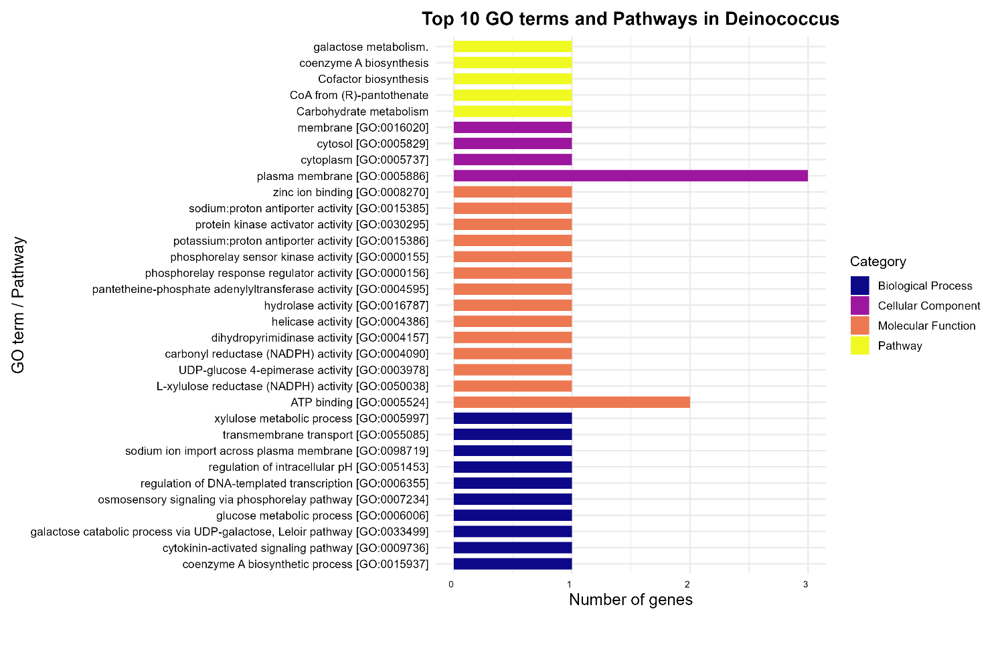 Top 10 GO terms and Pathways in Deinococcus
galactose metabolism.
coenzyme A biosynthesis
Cofactor biosynthesis
CoA from (R)-pantothenate
Carbohydrate metabolism
membrane [GO:0016020]
cytosol [GO:0005829]
cytoplasm [GO:0005737]
plasma membrane [GO:0005886]
zinc ion binding [GO:0008270]
sodium:proton antiporter activity [GO:0015385]
protein kinase activator activity [GO:0030295]
potassium:proton antiporter activity [GO:0015386]
phosphorelay sensor kinase activity [GO:0000155]
phosphorelay response regulator activity [GO:0000156]
pantetheine-phosphate adenylyltransferase activity [GO:0004595]
hydrolase activity [GO:0016787]
helicase activity [GO:0004386]
dihydropyrimidinase activity [GO:0004157]
carbonyl reductase (NADPH) activity [GO:0004090]
UDP-glucose 4-epimerase activity [GO:0003978]
L-xylulose reductase (NADPH) activity [GO:0050038]
ATP binding [GO:0005524]
xylulose metabolic process [GO:0005997]
transmembrane transport [GO:0055085]
sodium ion import across plasma membrane [GO:0098719]
regulation of intracellular pH [GO:0051453]
regulation of DNA-templated transcription [GO:0006355]
osmosensory signaling via phosphorelay pathway [GO:0007234]
glucose metabolic process [GO:0006006]
galactose catabolic process via UDP-galactose, Leloir pathway [GO:0033499]
cytokinin-activated signaling pathway [GO:0009736]
coenzyme A biosynthetic process [GO:0015937]
GO term / Pathway
0 1 2 3
Number of genes
Category
Biological Process
Cellular Component
Molecular Function
Pathway